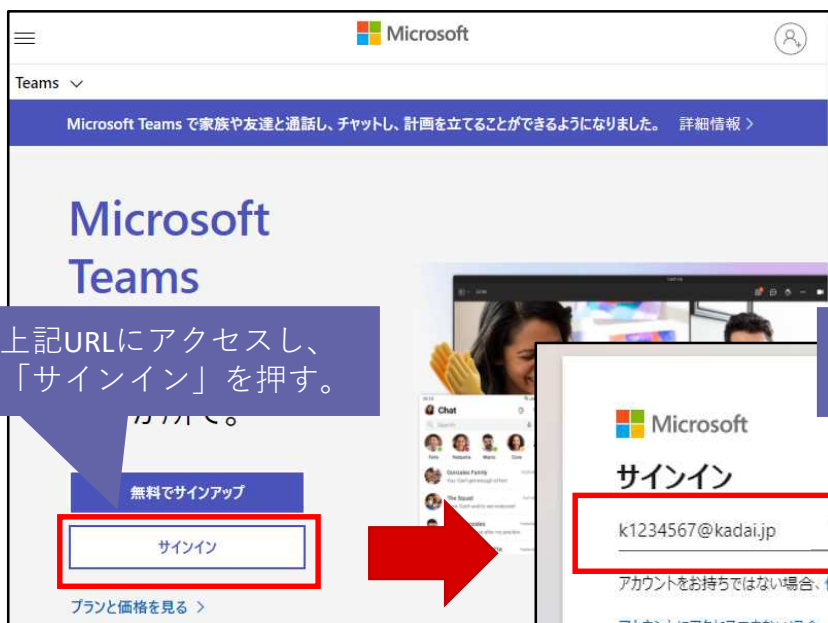 Microsoft
Teams
Microsoft Teams で家族や友達と通話し、チャットし、計画を立てることができるようになりました。 詳細情報 >
Microsoft
Teams
上記URLにアクセスし、
「サインイン」を押す。
無料でサインアップ
サインイン
プランと価格を見る >
Chat
Gonzales Family
The Squad
Microsoft
サインイン
k1234567@kadai.jp
アカウントをお持ちではない場合、